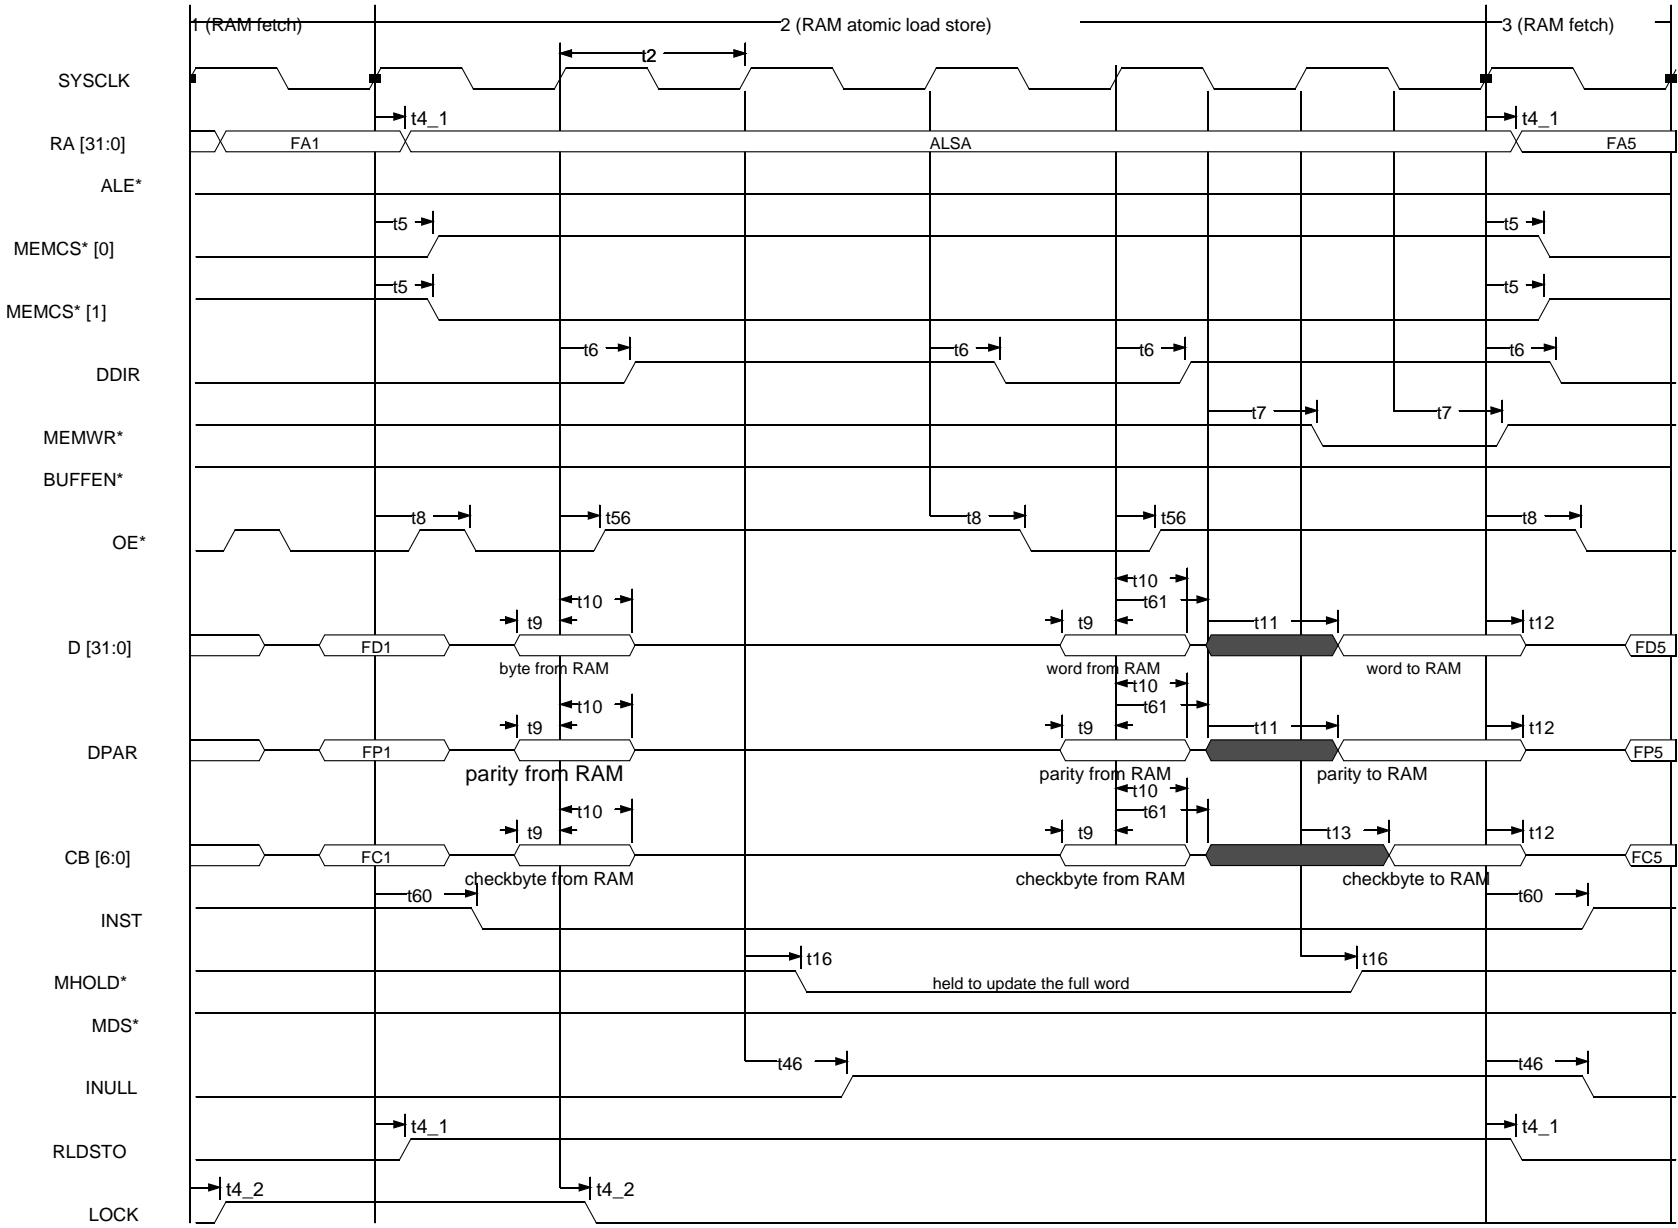 1 (RAM fetch) 2 (RAM atomic load store) 3 (RAM fetch)
t2
SYSCLK
t4_1 t4_1
RA [31:0] FA1 ALSA FA5
ALE*
t5 t5
MEMCS* [0]
t5 t5
MEMCS* [1]
t6 t6 t6 t6
DDIR
t7 t7
MEMWR*
BUFFEN*
t8 t56 t8 t56 t8
OE*
t10
t10 t61
t9 t9 t11 t12
D [31:0] FD1 FD5
byte from RAM word from RAM word to RAM
t10
t10 t61
t9 t9 t11 t12
DPAR FP1 FP5
parity from RAM parity from RAM parity to RAM
t10
t10 t61
t9 t9 t13 t12
CB [6:0] FC1 FC5
checkbyte from RAM checkbyte from RAM checkbyte to RAM
t60 t60
INST
t16 t16
MHOLD* held to update the full word
MDS*
t46 t46
INULL
t4_1 t4_1
RLDSTO
t4_2 t4_2
LOCK